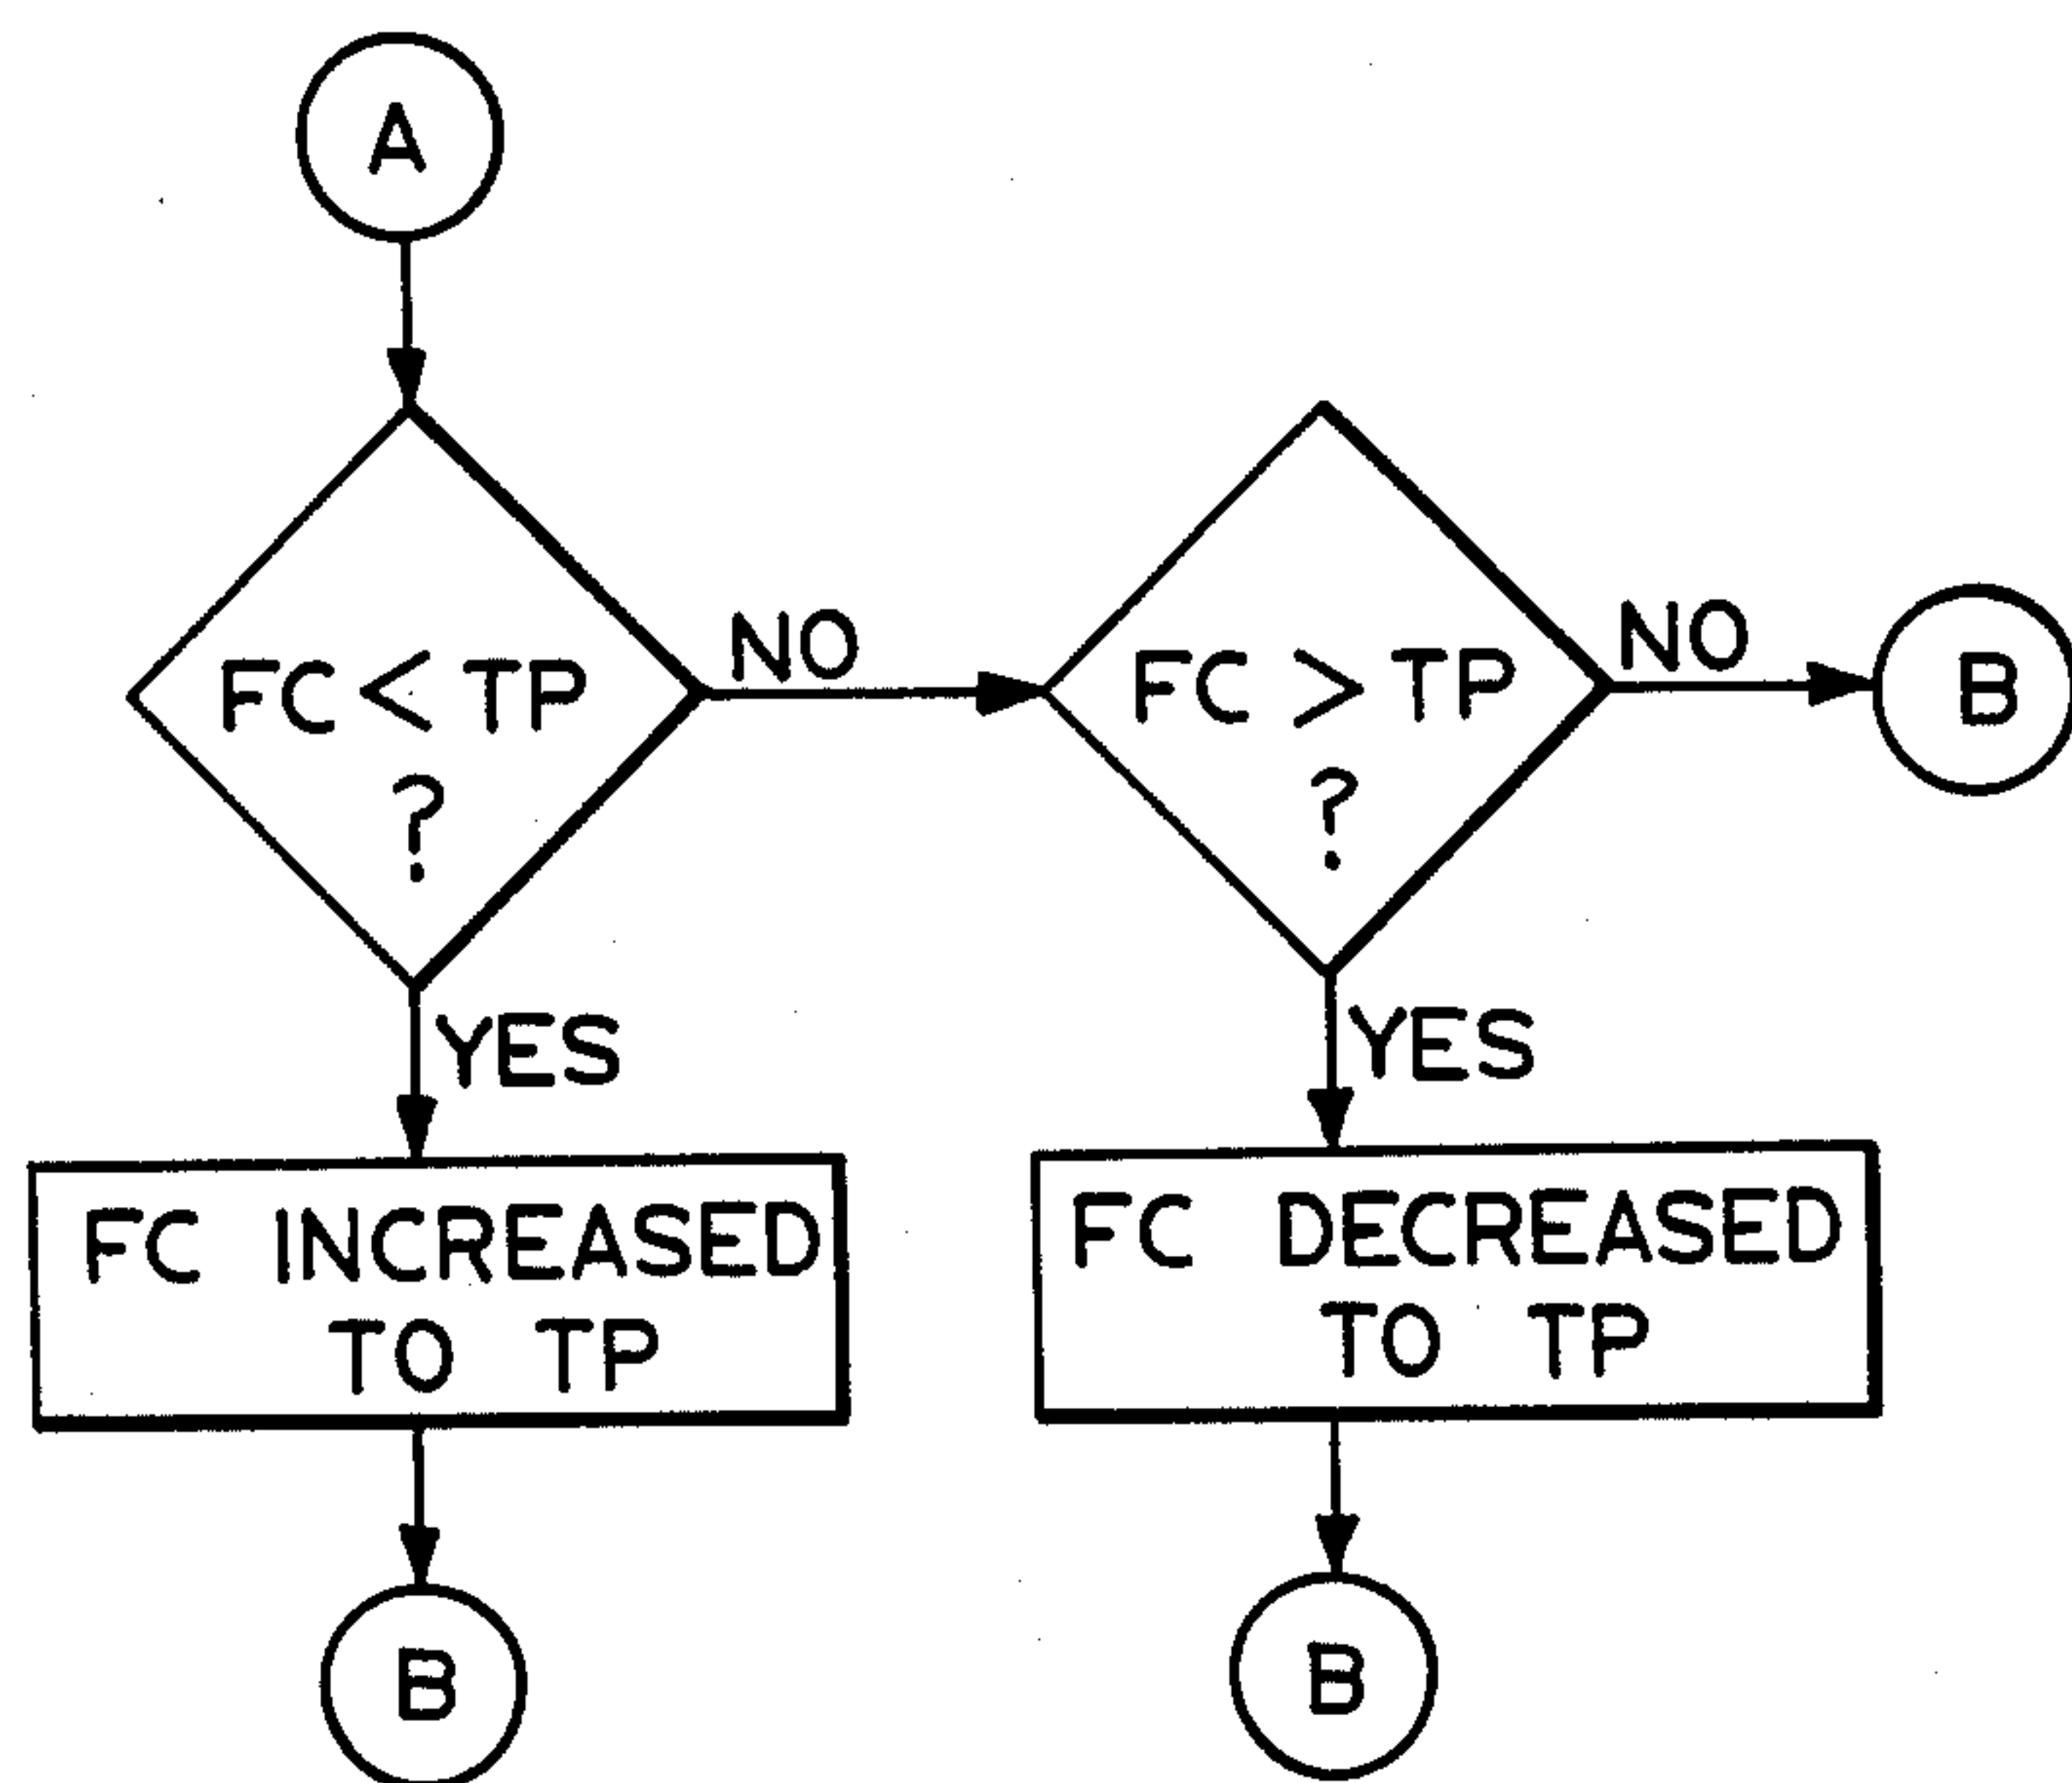 A
FC < TP
?
NO
FC > TP
?
NO
B
YES
YES
FC INCREASED
TO TP
FC DECREASED
TO TP
B
B